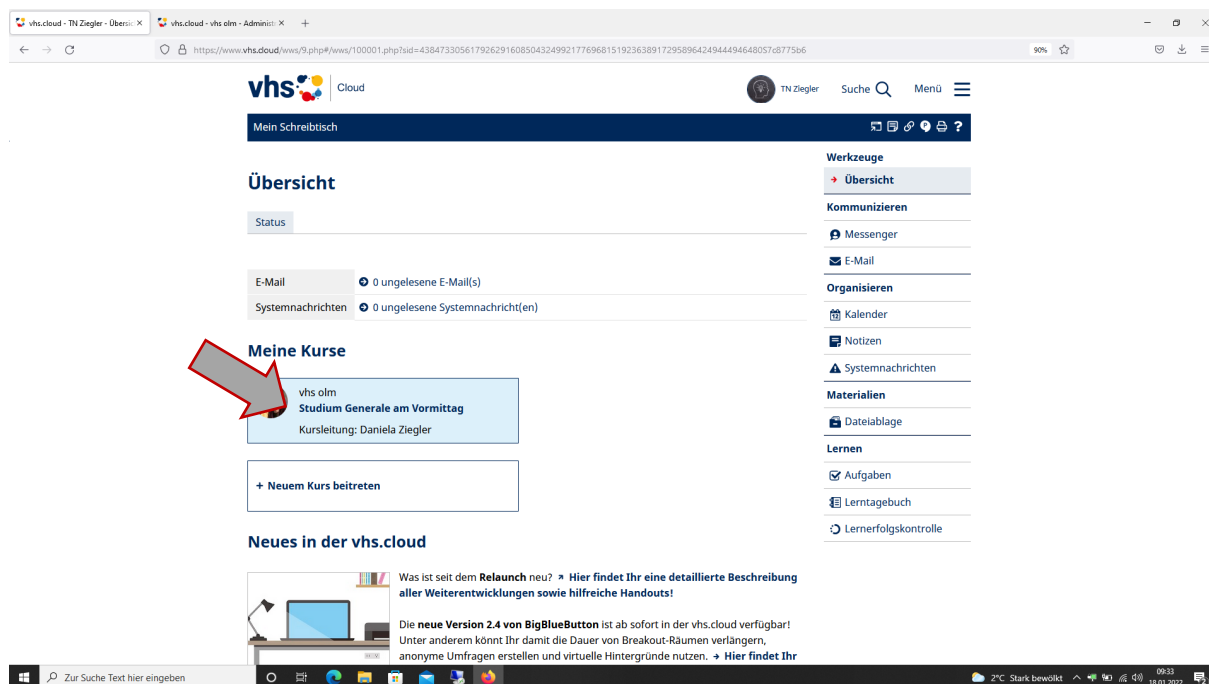 vhs.cloud - TN Ziegler - Übersic
vhs.cloud - vhs olm - Administr
https://www.vhs.cloud/wws/9.php#/wws/100001.php?sid=43847330561792629160850432499217769681519236389172958964249444946480S7c8775b6
90%
vhs Cloud
TN Ziegler
Suche
Menü
Mein Schreibtisch
?
Übersicht
Status
E-Mail
0 ungelesene E-Mail(s)
Systemnachrichten
0 ungelesene Systemnachricht(en)
Meine Kurse
vhs olm
Studium Generale am Vormittag
Kursleitung: Daniela Ziegler
+ Neuem Kurs beitreten
Neues in der vhs.cloud
Was ist seit dem Relaunch neu? Hier findet Ihr eine detaillierte Beschreibung
aller Weiterentwicklungen sowie hilfreiche Handouts!
Die neue Version 2.4 von BigBlueButton ist ab sofort in der vhs.cloud verfügbar!
Unter anderem könnt Ihr damit die Dauer von Breakout-Räumen verlängern,
anonyme Umfragen erstellen und virtuelle Hintergründe nutzen. Hier findet Ihr
Werkzeuge
Übersicht
Kommunizieren
Messenger
E-Mail
Organisieren
Kalender
Notizen
Systemnachrichten
Materialien
Dateiablage
Lernen
Aufgaben
Lerntagebuch
Lernerfolgskontrolle
Zur Suche Text hier eingeben
2°C Stark bewölkt
09:33
18.01.2022